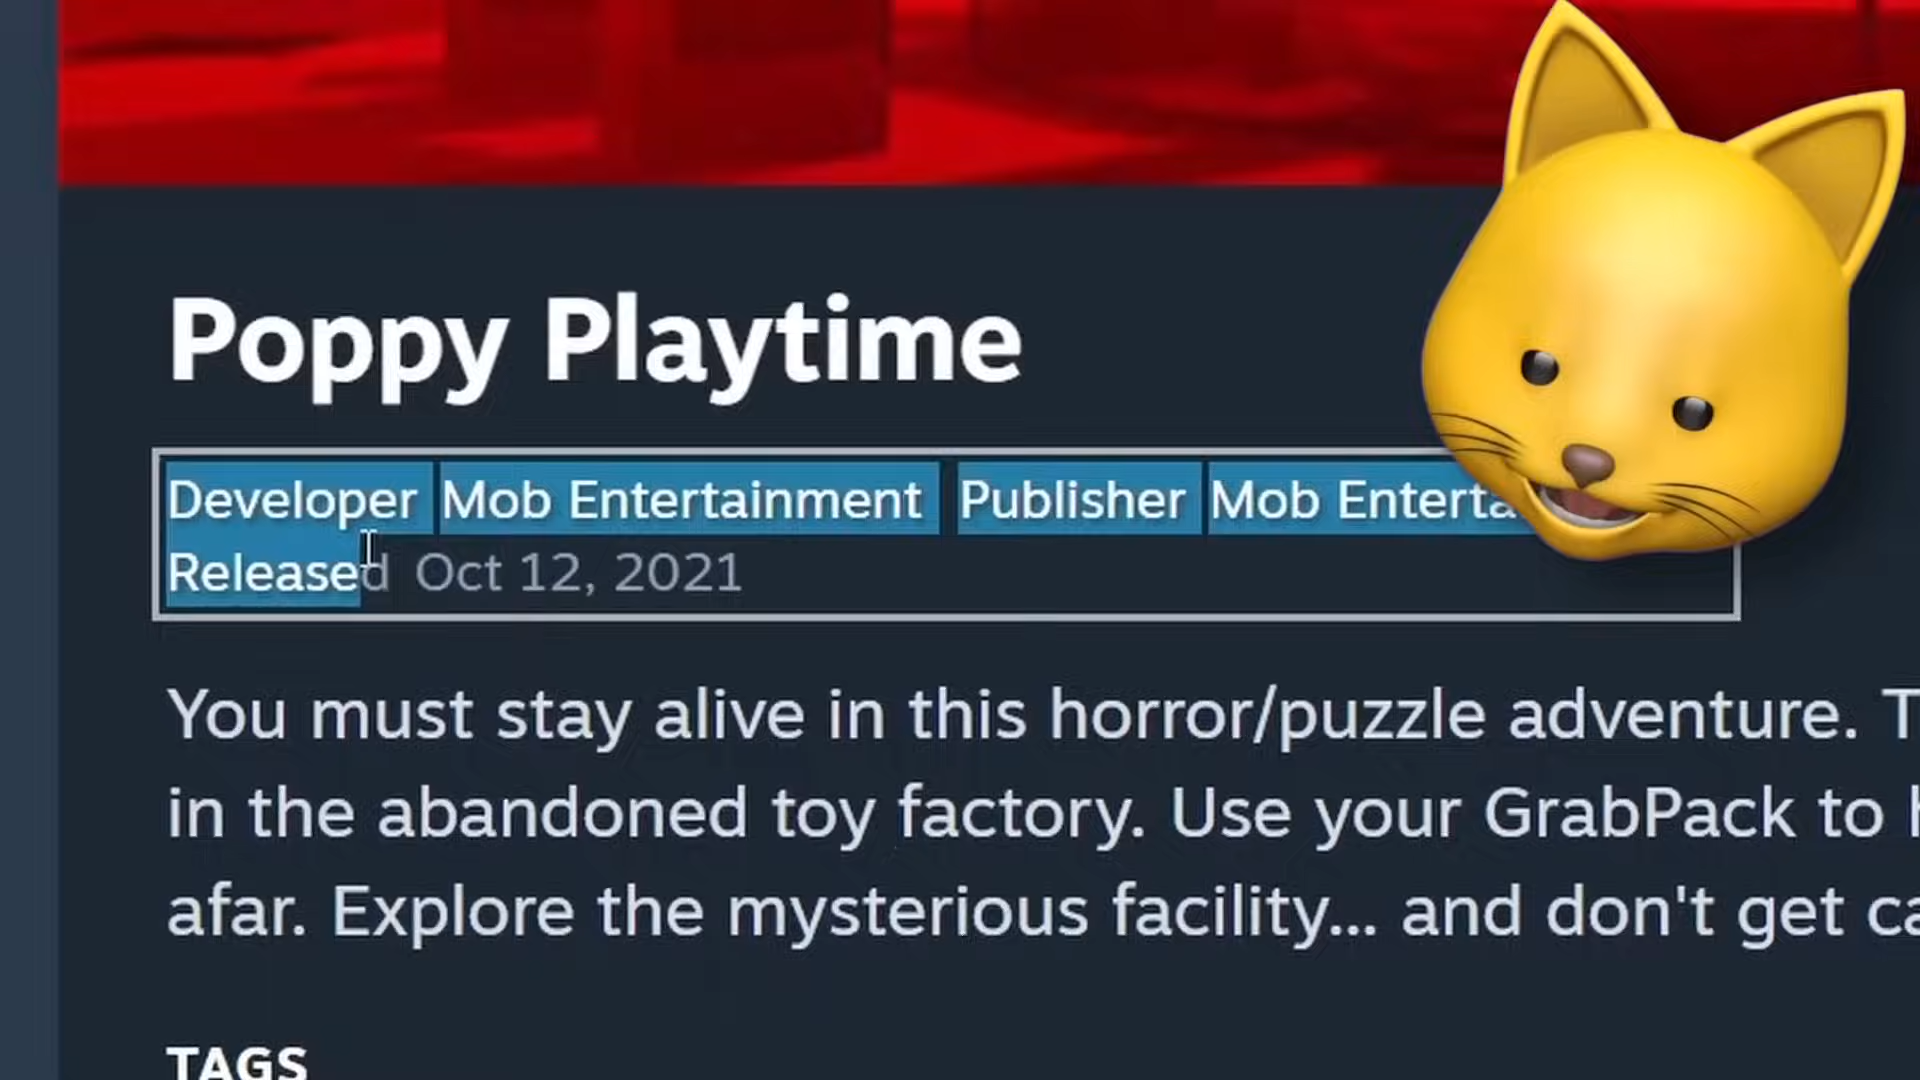 Poppy Playtime
Developer Mob Entertainment Publisher Mob Enterta
Released Oct 12, 2021
You must stay alive in this horror/puzzle adventure. T
in the abandoned toy factory. Use your GrabPack to
afar. Explore the mysterious facility... and don't get ca
TAGS